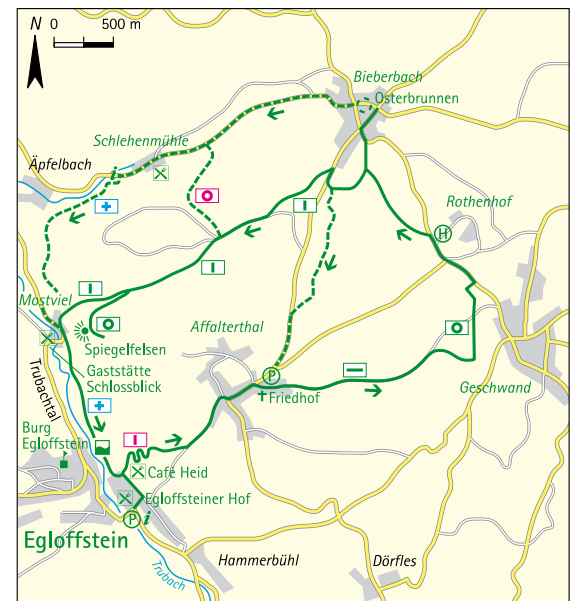 N
0 500 m
Bieberbach
Osterbrunnen
Schlehenmühle
Äpfelbach
i
Rothenhof
H
Mostviel
Spiegelfelsen
Affalterthal
Gaststätte
Schlossblick
Trubachtal
P
Friedhof
Geschwand
Burg
Egloffstein
Café Heid
Egloffsteiner Hof
P i
Egloffstein
Hammerbühl
Dörfles
Trubach